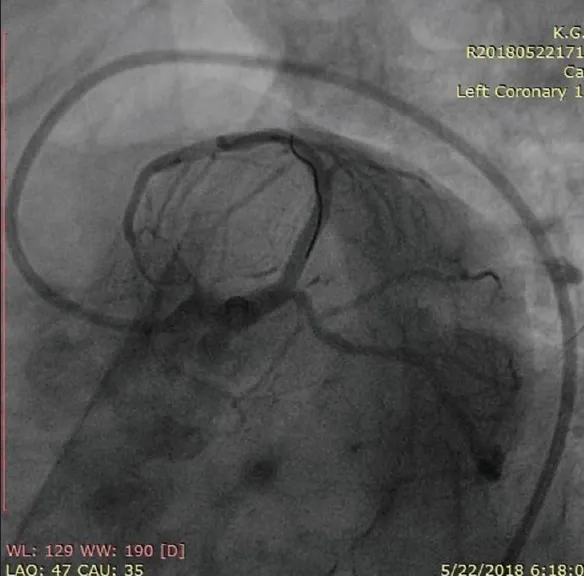 K.G.
R20180522171
Ca
Left Coronary 1
WL: 129 WW: 190 [D]
LAO: 47 CAU: 35
5/22/2018 6:18:0